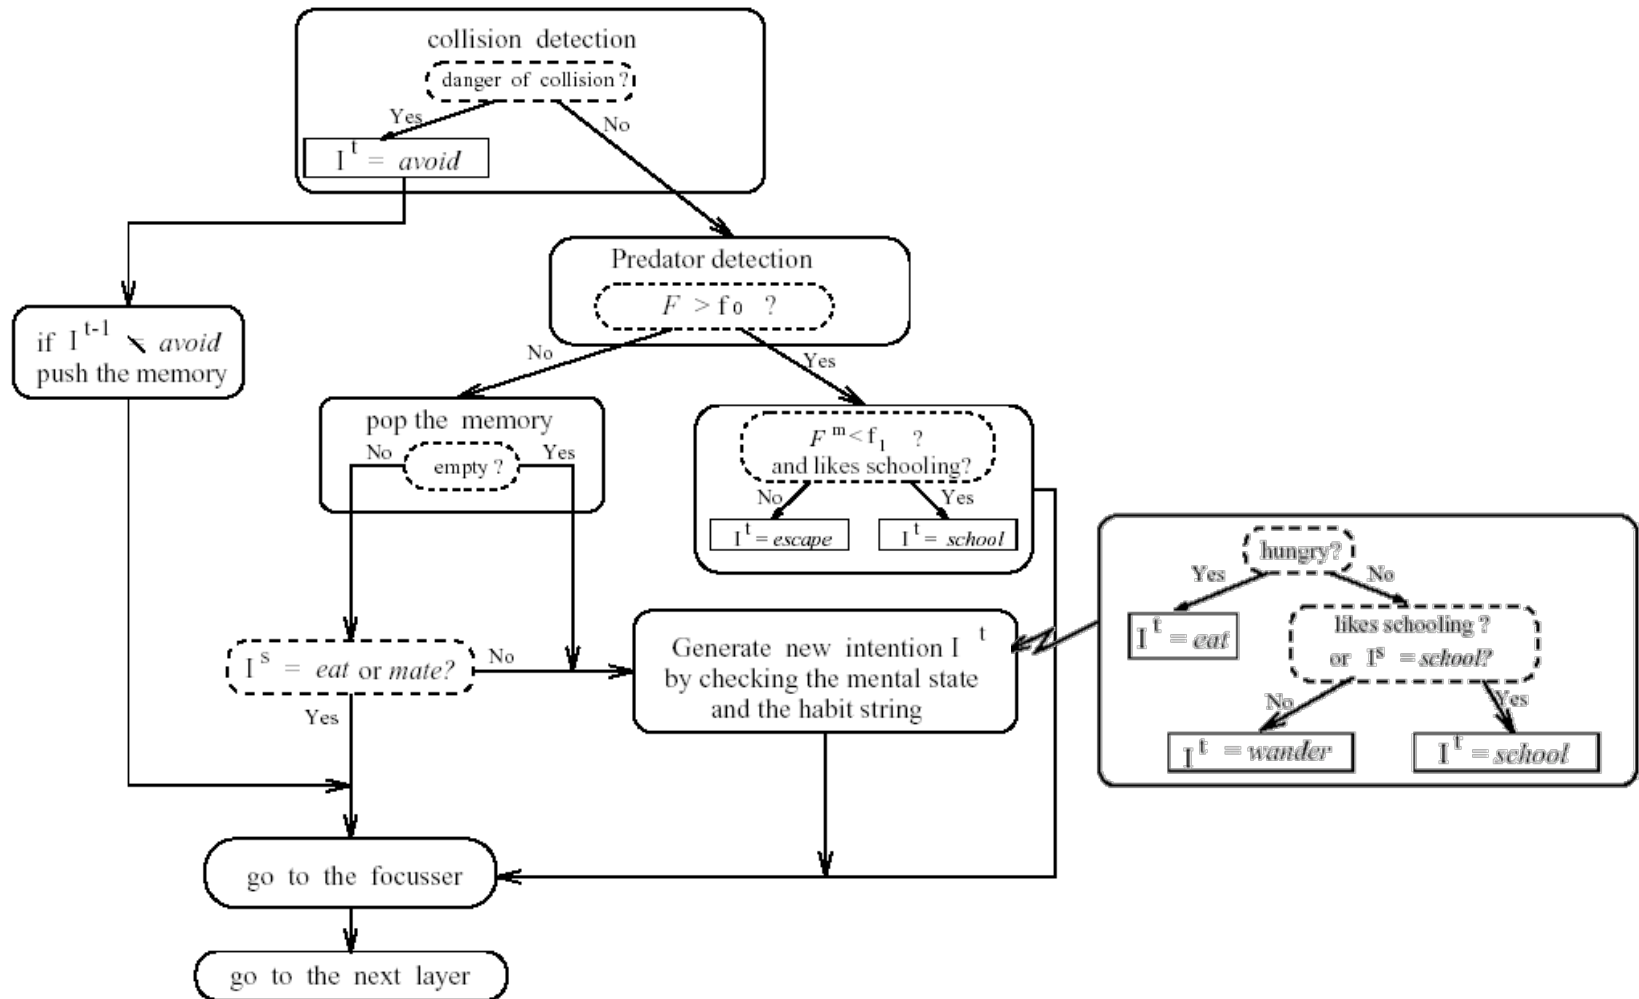 collision detection
danger of collision ?
Yes
No
I^t = avoid
Predator detection
F > f_0 ?
No
Yes
if I^{t-1} ≠ avoid
push the memory
pop the memory
No
Yes
empty ?
F^m < f_1 ?
and likes schooling?
No
Yes
I^t = escape
I^t = school
hungry?
Yes
No
I^t = eat
likes schooling ?
or I^s = school?
No
Yes
I^t = wander
I^t = school
I^s = eat or mate?
No
Yes
Generate new intention I^t
by checking the mental state
and the habit string
go to the focusser
go to the next layer